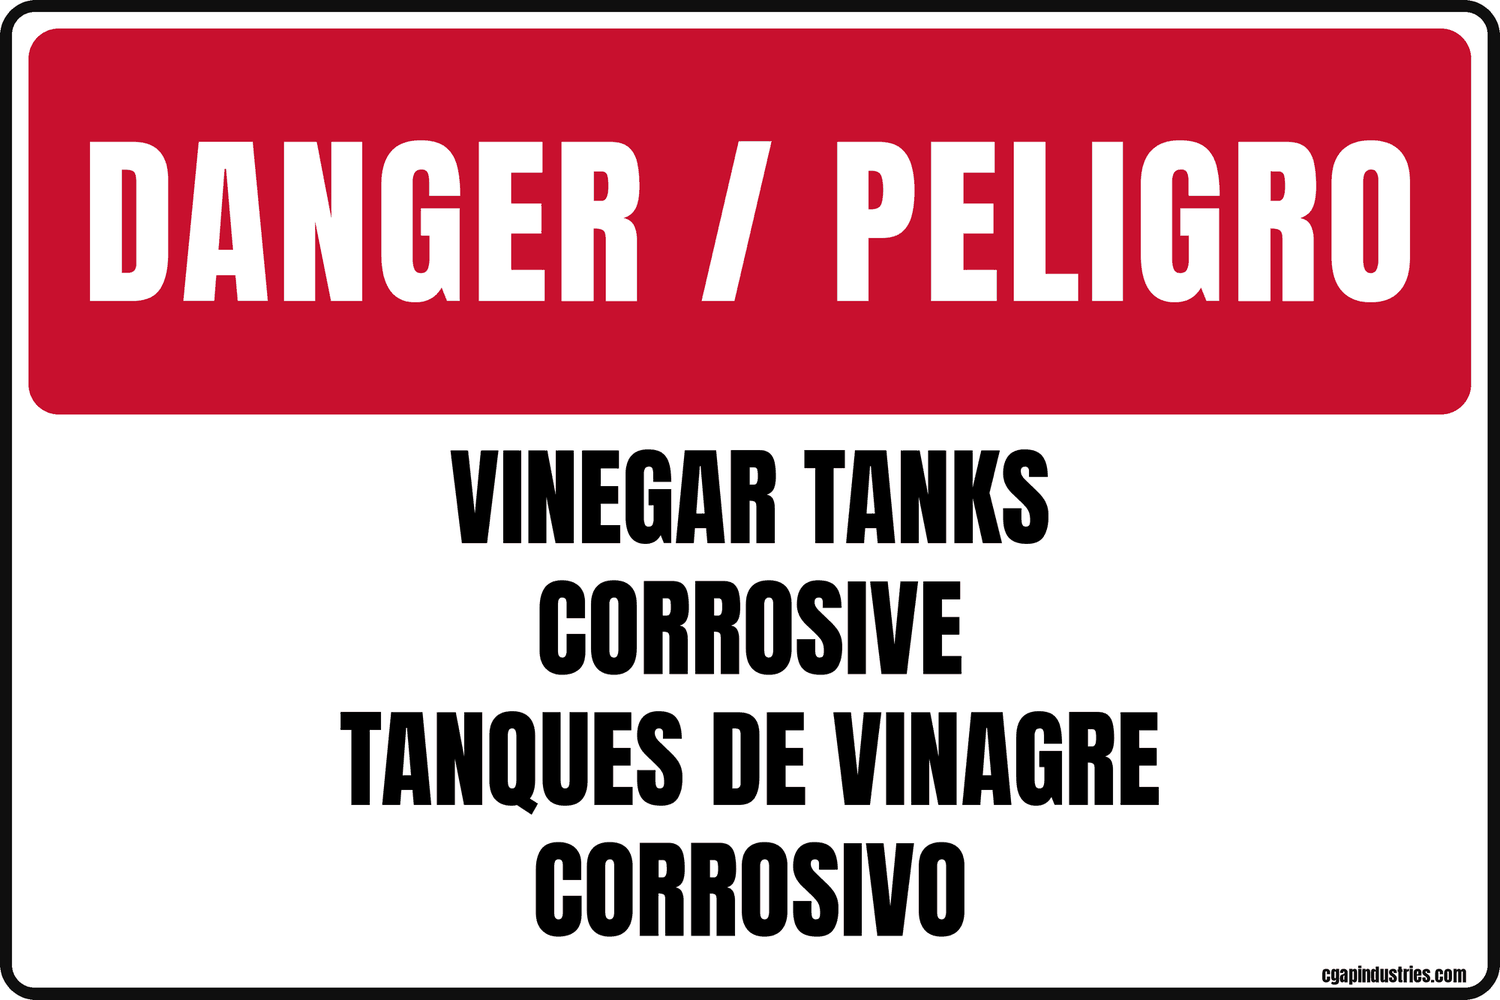 DANGER / PELIGRO
VINEGAR TANKS
CORROSIVE
TANQUES DE VINAGRE
CORROSIVO
cgapindustries.com